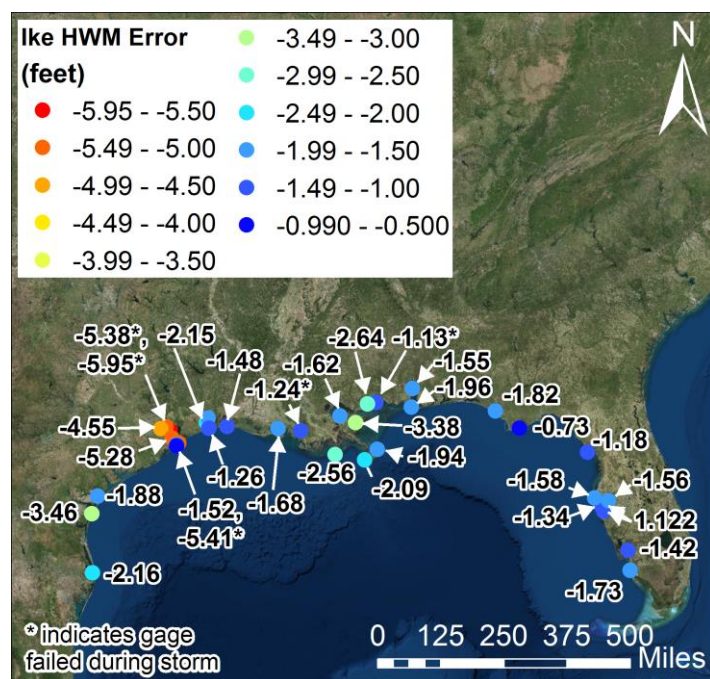 Ike HWM Error
(feet)
-5.95 - -5.50
-5.49 - -5.00
-4.99 - -4.50
-4.49 - -4.00
-3.99 - -3.50
-3.49 - -3.00
-2.99 - -2.50
-2.49 - -2.00
-1.99 - -1.50
-1.49 - -1.00
-0.990 - -0.500
N
-5.38*,
-5.95*
-2.15
-1.48
-1.24*
-1.62
-2.64
-1.13*
-1.55
-1.96
-1.82
-4.55
-5.28
-3.38
-0.73
-1.18
-1.26
-1.68
-2.56
-1.94
-2.09
-1.88
-1.52,
-5.41*
-3.46
-2.16
-1.58
-1.56
-1.34
1.122
-1.42
-1.73
* indicates gage
failed during storm
0 125 250 375 500
Miles